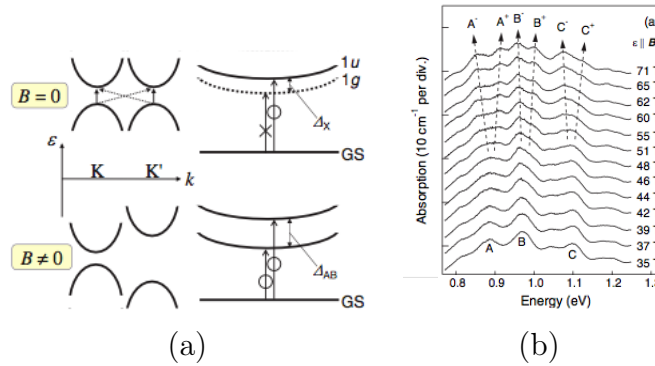 B = 0
ε
K
K'
k
B ≠ 0
1u
1g
Δ_X
GS
Δ_AB
GS
(a)
A⁻ A⁺ B⁻ B⁺ C⁻ C⁺
(a
ε || B
71 T
65 T
62 T
60 T
55 T
51 T
48 T
46 T
44 T
42 T
39 T
37 T
35 T
A B C
Absorption (10 cm⁻¹ per div.)
0.8 0.9 1.0 1.1 1.2 1.3
Energy (eV)
(b)